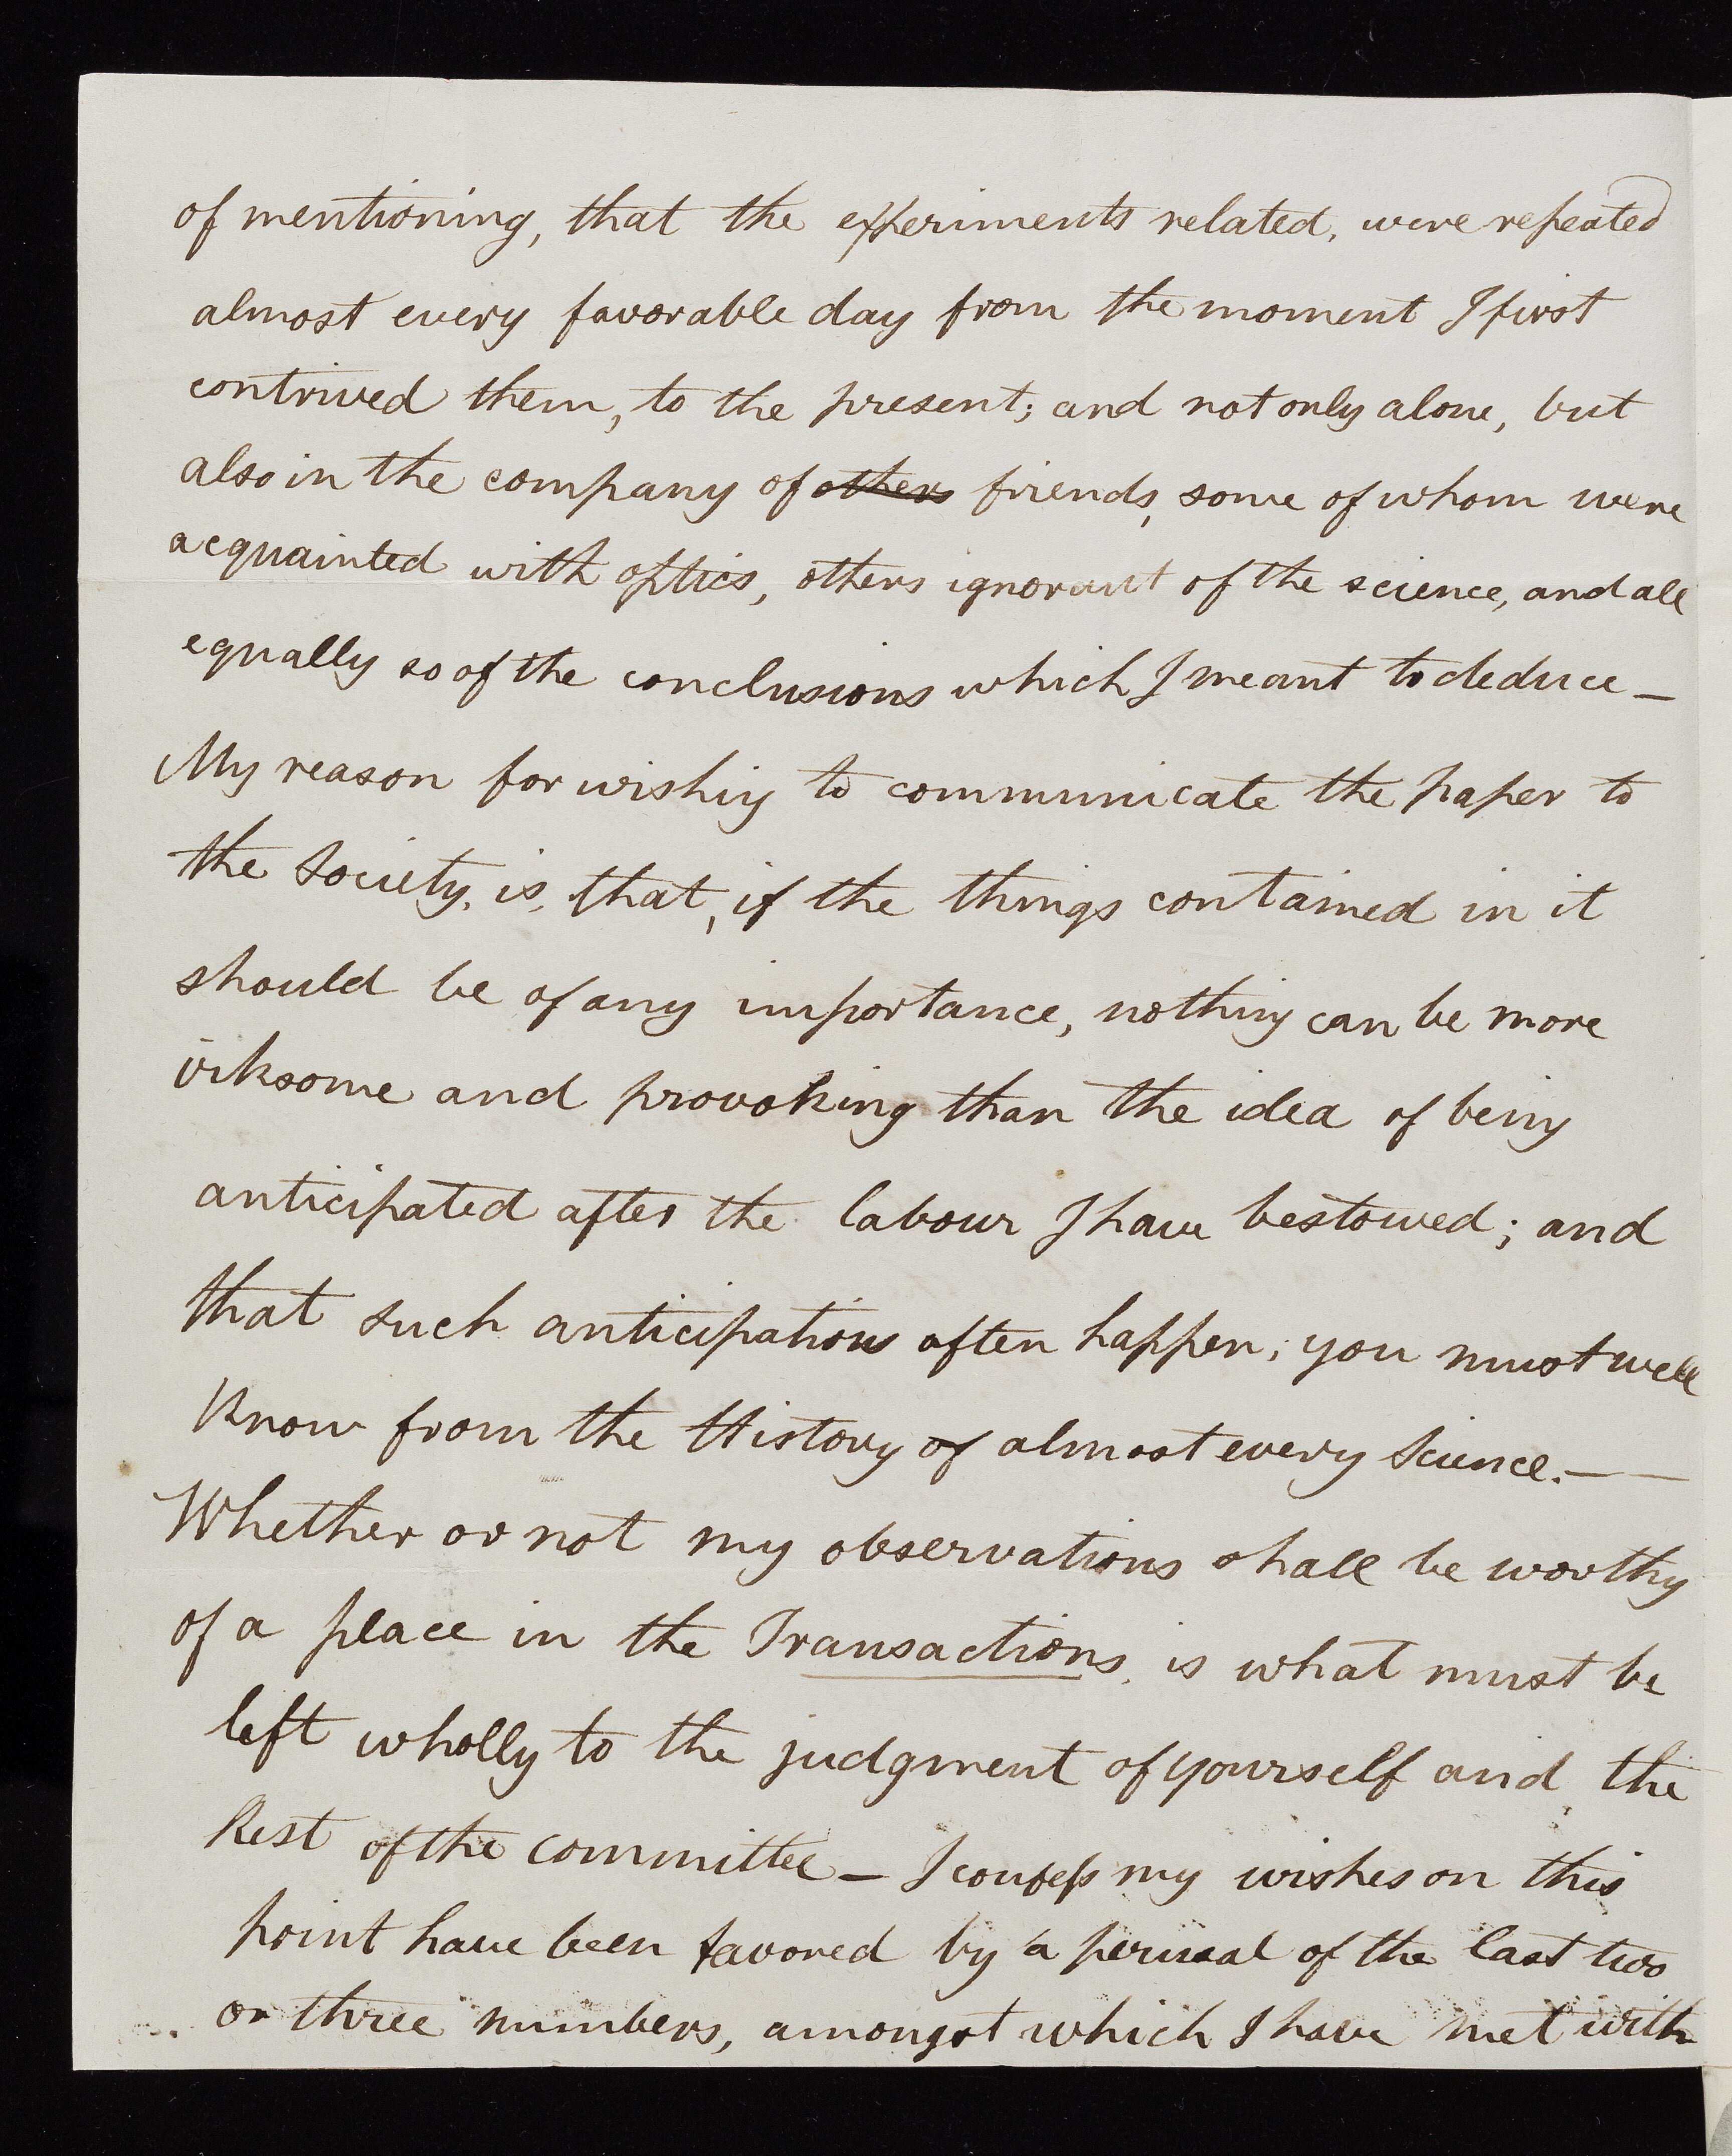 of mentioning, that the experiments related, were repeated
almost every favorable day from the moment I first
contrived them, to the present; and not only alone, but
also in the company of others friends, some of whom were
acquainted with optics, others ignorant of the science, and all
equally so of the conclusions which I meant to deduce —
My reason for wishing to communicate the paper to
the Society, is, that, if the things contained in it
should be of any importance, nothing can be more
irksome and provoking than the idea of being
anticipated after the labour I have bestowed; and
that such anticipations often happen, you must well
know from the History of almost every Science. — —
Whether or not my observations shall be worthy
of a place in the Transactions, is what must be
left wholly to the judgment of yourself and the
Rest of the committee — I confess my wishes on this
point have been favored by a perusal of the last two
or three numbers, amongst which I have met with